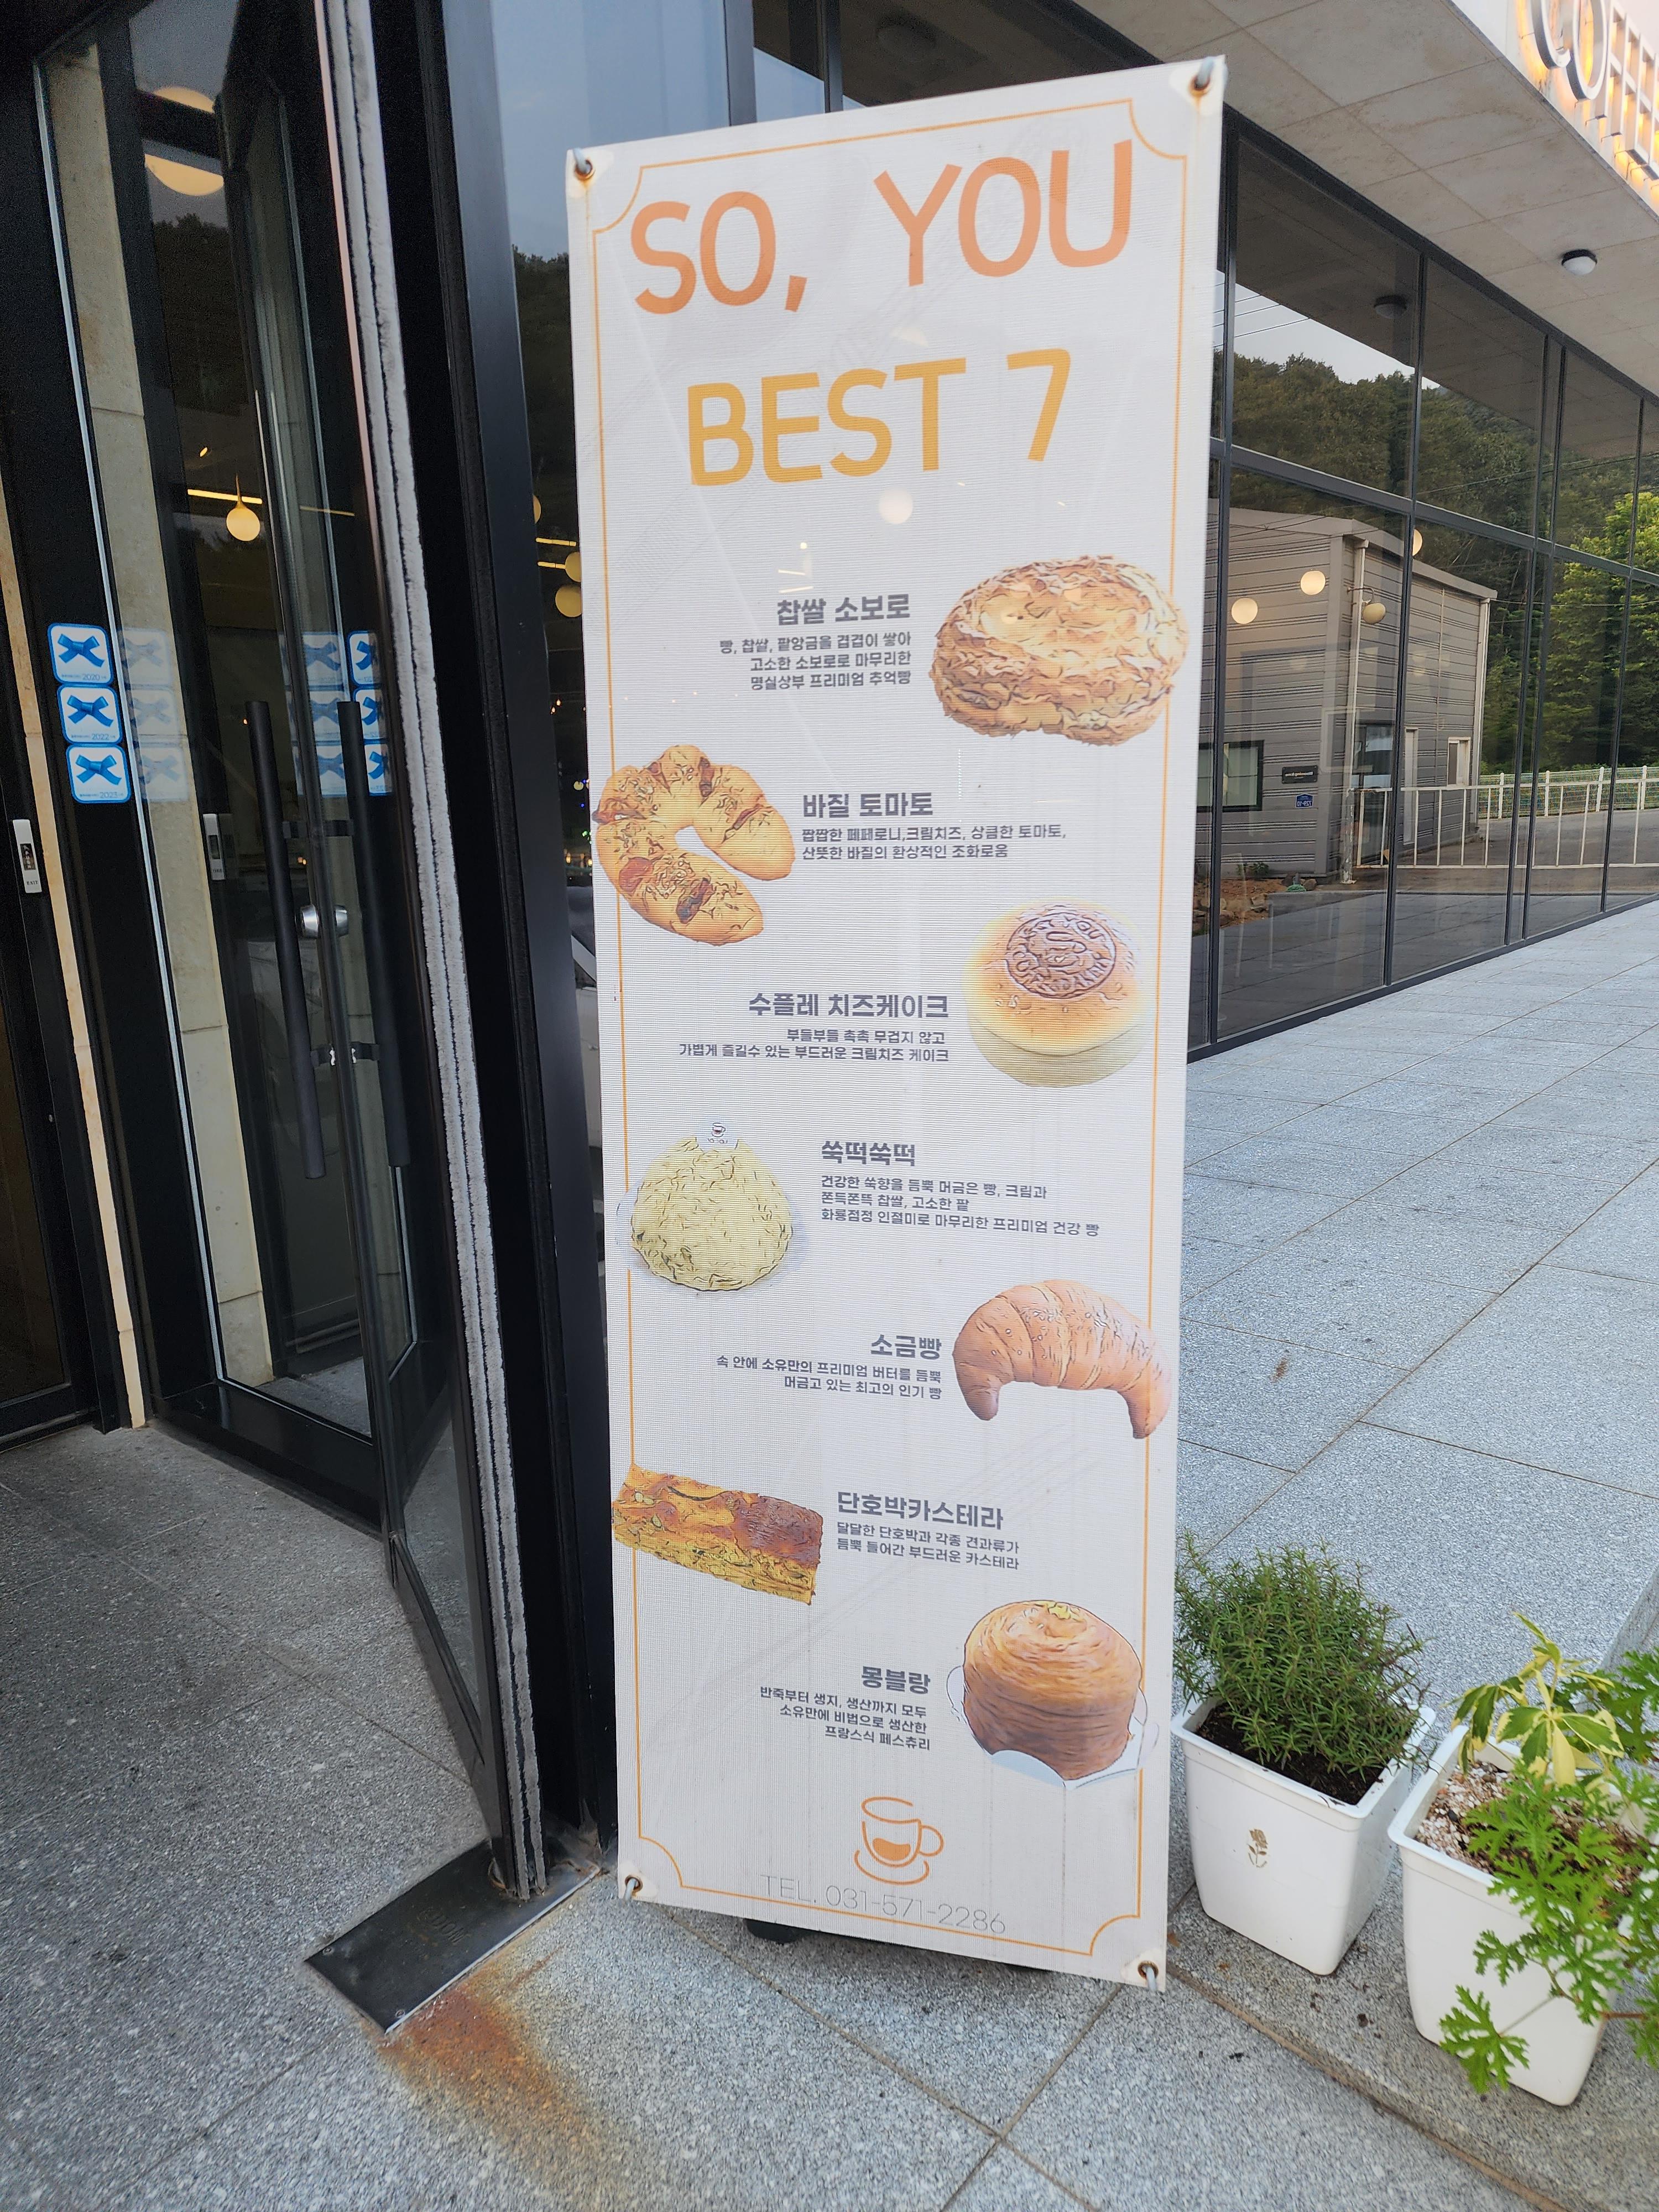 COFFEE
SO, YOU
BEST 7
찹쌀 소보로
빵, 찹쌀, 팥앙금을 겹겹이 쌓아
고소한 소보로로 마무리한
명실상부 프리미엄 추억빵
바질 토마토
짭짭한 페페로니,크림치즈, 상큼한 토마토,
산뜻한 바질의 환상적인 조화로움
수플레 치즈케이크
부들부들 촉촉 무겁지 않고
가볍게 즐길수 있는 부드러운 크림치즈 케이크
쑥떡쑥떡
건강한 쑥향을 듬뿍 머금은 빵, 크림과
쫀득쫀뜩 찹쌀, 고소한 팥
화룡점정 인절미로 마무리한 프리미엄 건강 빵
소금빵
속 안에 소유만의 프리미엄 버터를 듬뿍
머금고 있는 최고의 인기 빵
단호박카스테라
달달한 단호박과 각종 견과류가
듬뿍 들어간 부드러운 카스테라
몽블랑
반죽부터 생지, 생산까지 모두
소유만에 비법으로 생산한
프랑스식 페스츄리
TEL. 031-571-2286
2020
2022
2023